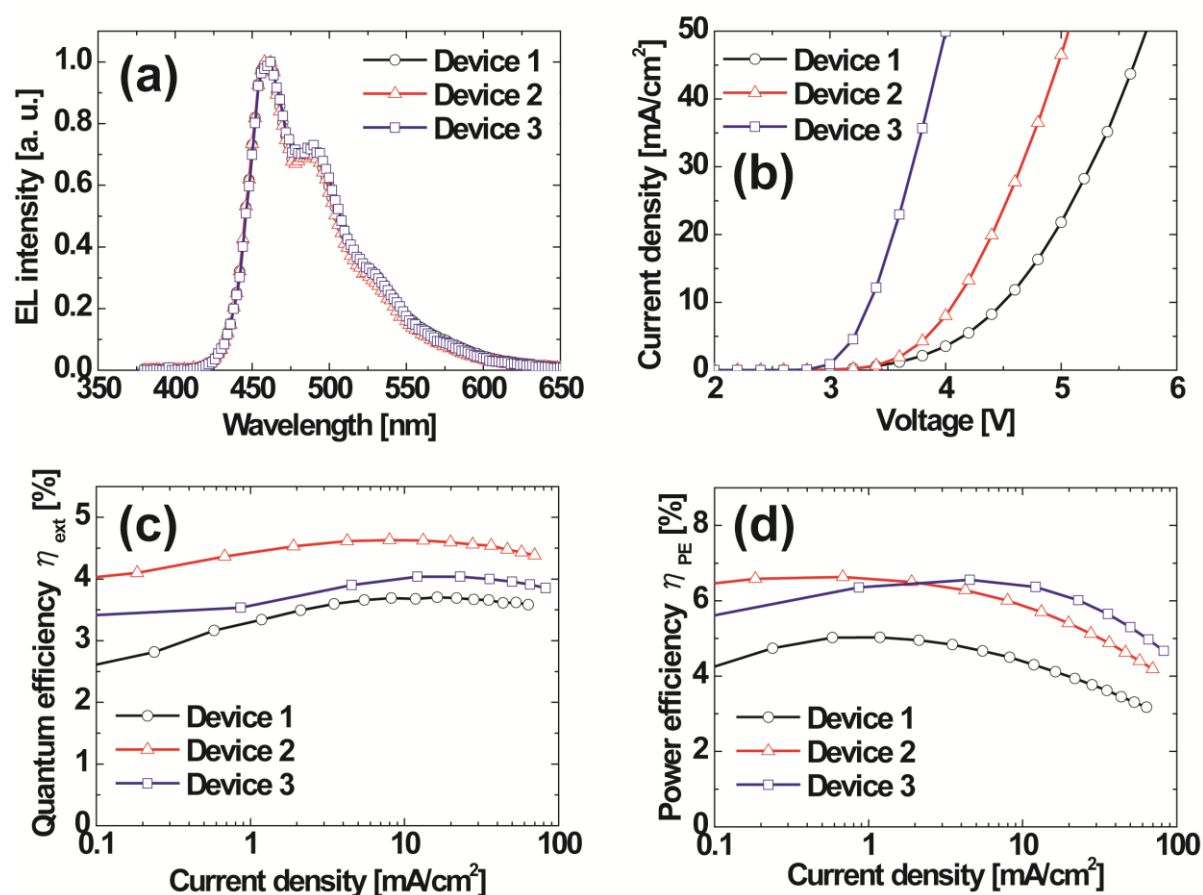 (a)
Device 1
Device 2
Device 3
EL intensity [a. u.]
1.0
0.8
0.6
0.4
0.2
0.0
350 400 450 500 550 600 650
Wavelength [nm]
(b)
Device 1
Device 2
Device 3
Current density [mA/cm²]
50
40
30
20
10
0
2 3 4 5 6
Voltage [V]
(c)
Device 1
Device 2
Device 3
Quantum efficiency η ext [%]
5
4
3
2
1
0
0.1 1 10 100
Current density [mA/cm²]
(d)
Device 1
Device 2
Device 3
Power efficiency η PE [%]
8
6
4
2
0
0.1 1 10 100
Current density [mA/cm²]